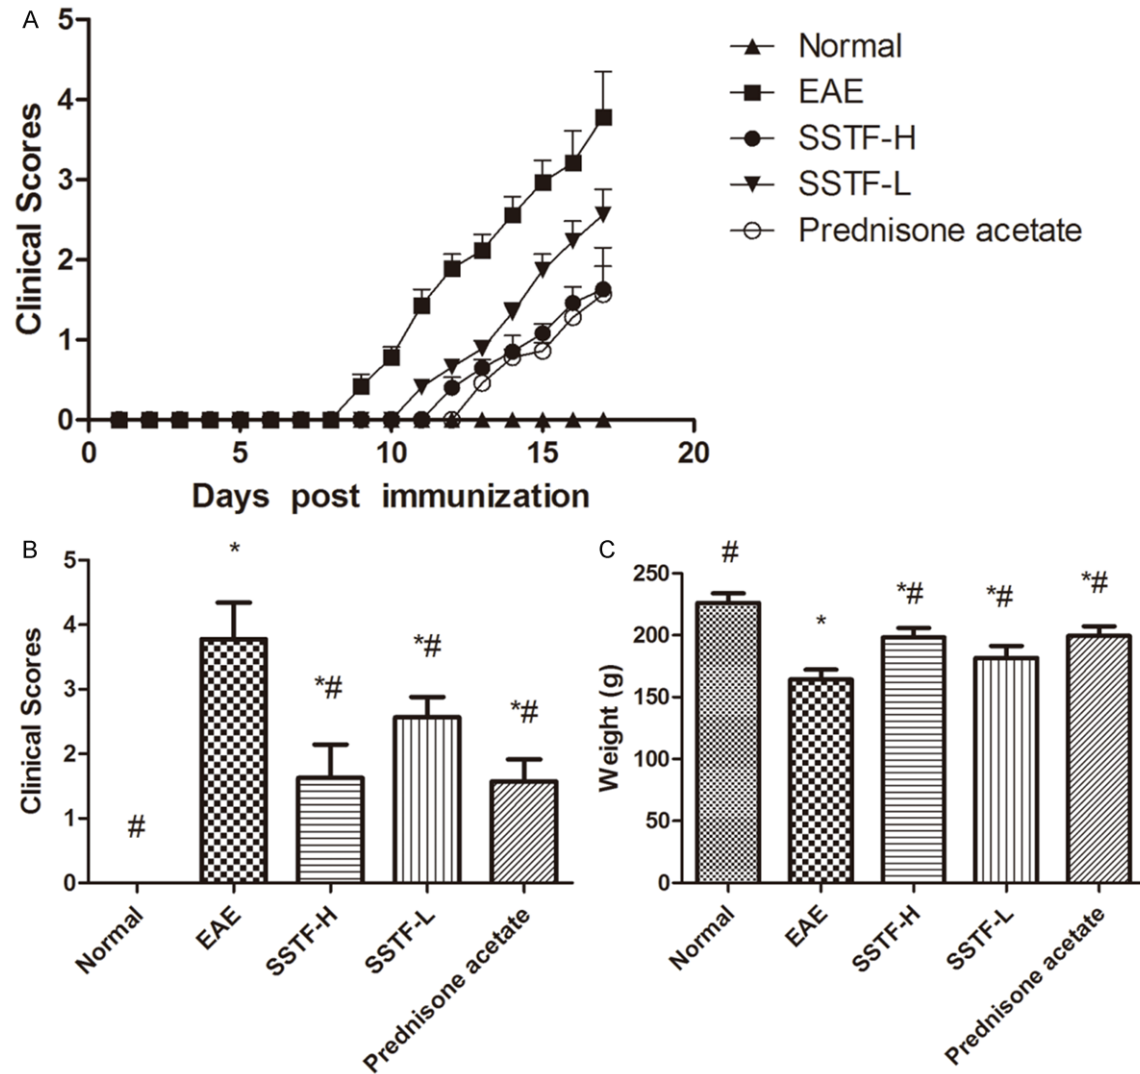 A
5
4
3
2
1
0
Clinical Scores
0 5 10 15 20
Days post immunization
Normal
EAE
SSTF-H
SSTF-L
Prednisone acetate
B
5
4
3
2
1
0
Clinical Scores
#
*
*#
*#
*#
Normal
EAE
SSTF-H
SSTF-L
Prednisone acetate
C
250
200
150
100
50
0
Weight (g)
#
*
*#
*#
*#
Normal
EAE
SSTF-H
SSTF-L
Prednisone acetate